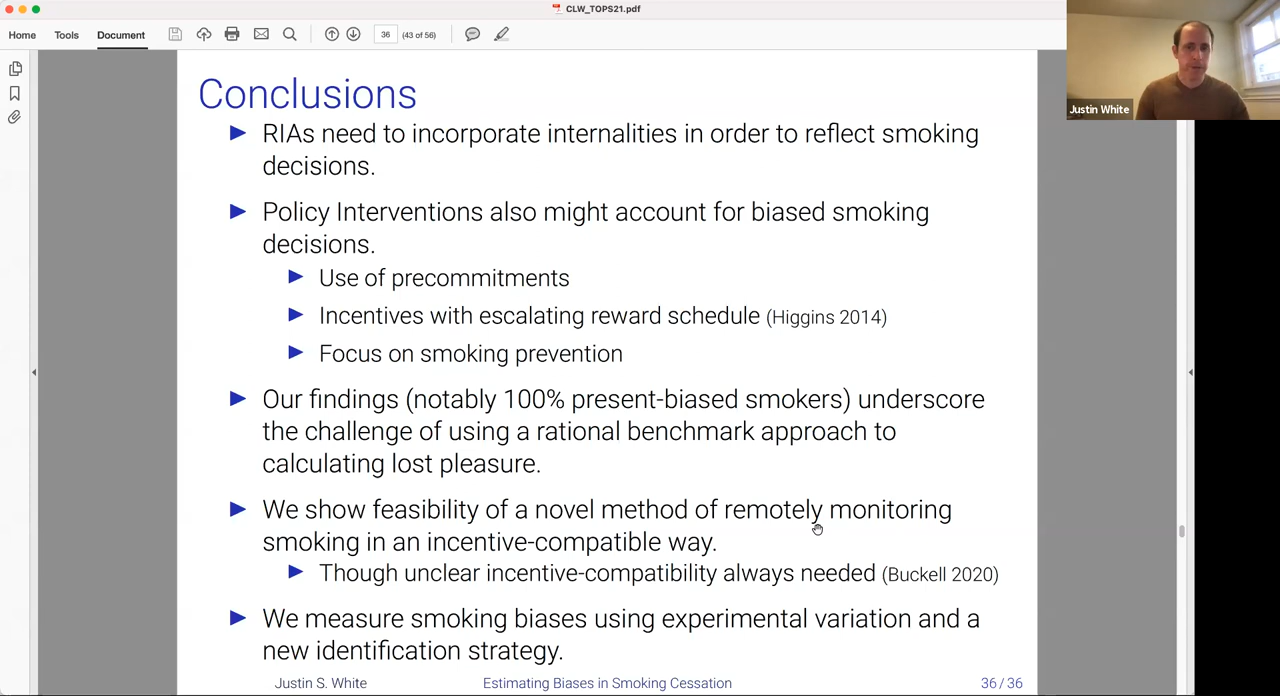 CLW_TOPS21.pdf
Home Tools Document 36 (43 of 56)
Justin White
Conclusions
RIAs need to incorporate internalities in order to reflect smoking
decisions.
Policy Interventions also might account for biased smoking
decisions.
Use of precommitments
Incentives with escalating reward schedule (Higgins 2014)
Focus on smoking prevention
Our findings (notably 100% present-biased smokers) underscore
the challenge of using a rational benchmark approach to
calculating lost pleasure.
We show feasibility of a novel method of remotely monitoring
smoking in an incentive-compatible way.
Though unclear incentive-compatibility always needed (Buckell 2020)
We measure smoking biases using experimental variation and a
new identification strategy.
Justin S. White Estimating Biases in Smoking Cessation 36 / 36